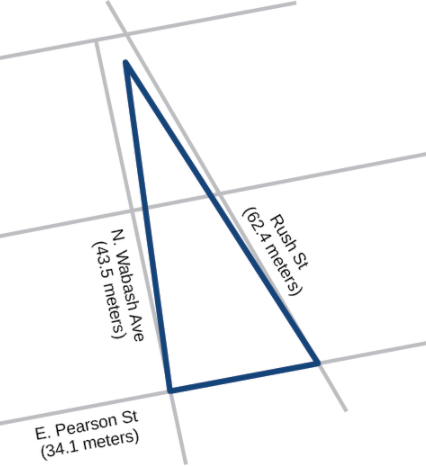 Rush St
(62.4 meters)
N. Wabash Ave
(43.5 meters)
E. Pearson St
(34.1 meters)